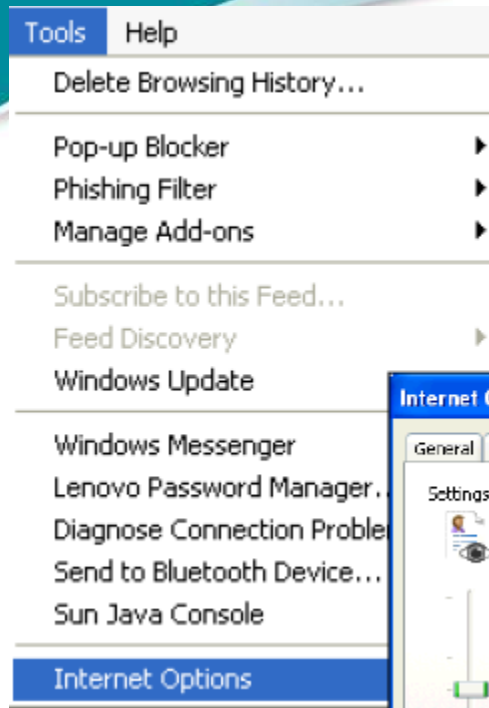 Tools Help
Delete Browsing History...
Pop-up Blocker
Phishing Filter
Manage Add-ons
Subscribe to this Feed...
Feed Discovery
Windows Update
Internet
Windows Messenger
General
Lenovo Password Manager..
Settings
Diagnose Connection
Send to Bluetooth Device...
Sun Java Console
Internet Options